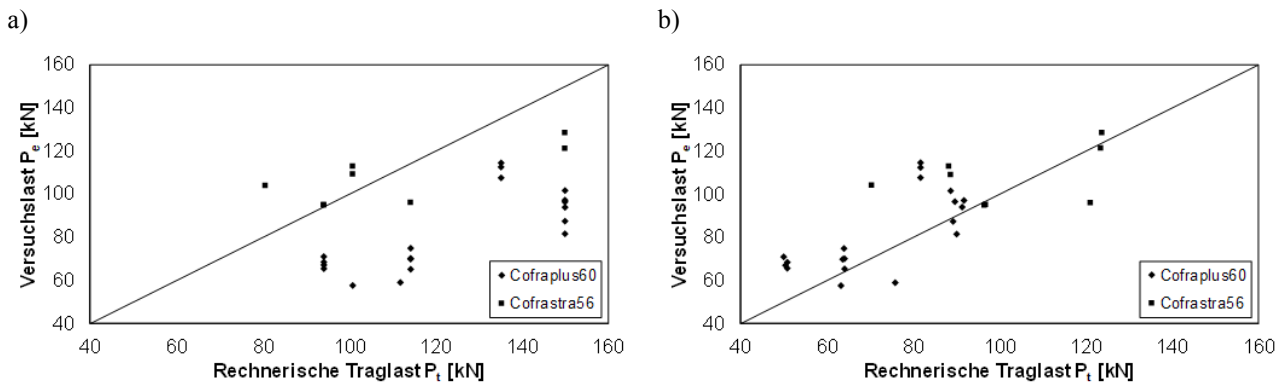 a)
160
140
120
100
80
60
40
Versuchslast Pe [kN]
40 60 80 100 120 140 160
Rechnerische Traglast Pt [kN]
Cofraplus60
Cofrastra56
b)
160
140
120
100
80
60
40
Versuchslast Pe [kN]
40 60 80 100 120 140 160
Rechnerische Traglast Pt [kN]
Cofraplus60
Cofrastra56